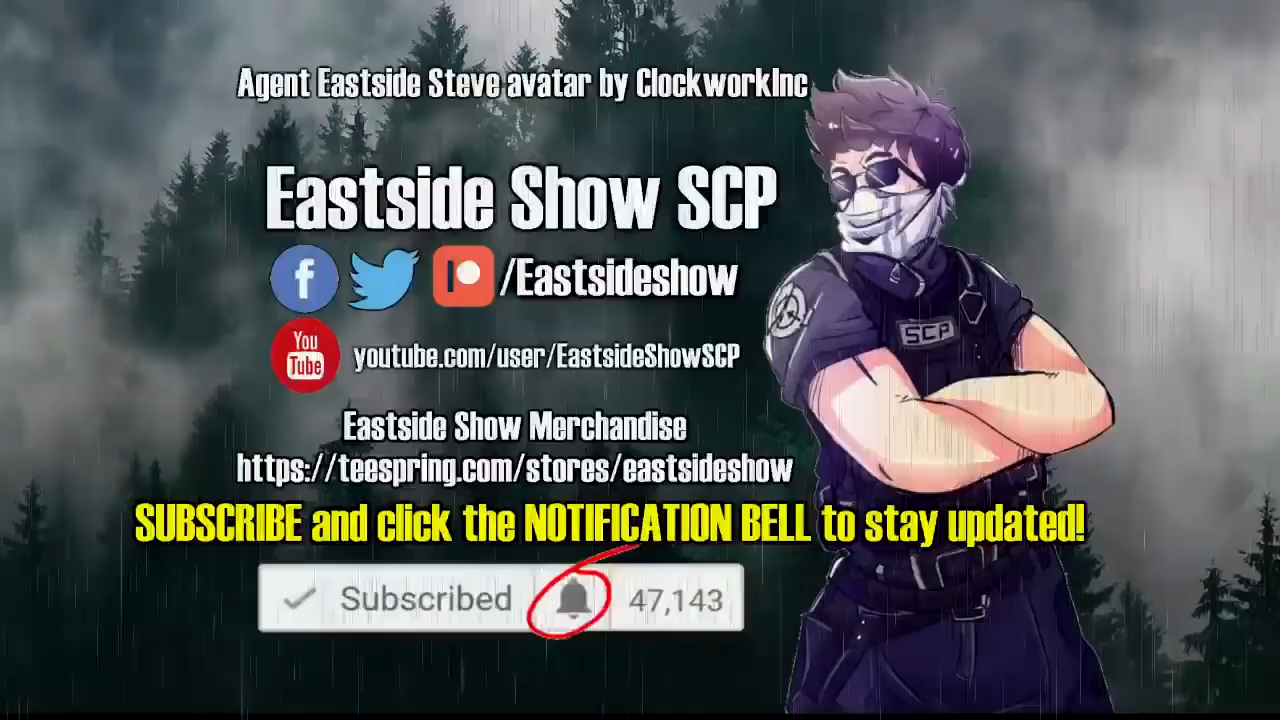 Agent Eastside Steve avatar by ClockworkInc
Eastside Show SCP
f /Eastsideshow
You Tube youtube.com/user/EastsideShowSCP
SCP
Eastside Show Merchandise
https://teespring.com/stores/eastsideshow
SUBSCRIBE and click the NOTIFICATION BELL to stay updated!
Subscribed 47,143